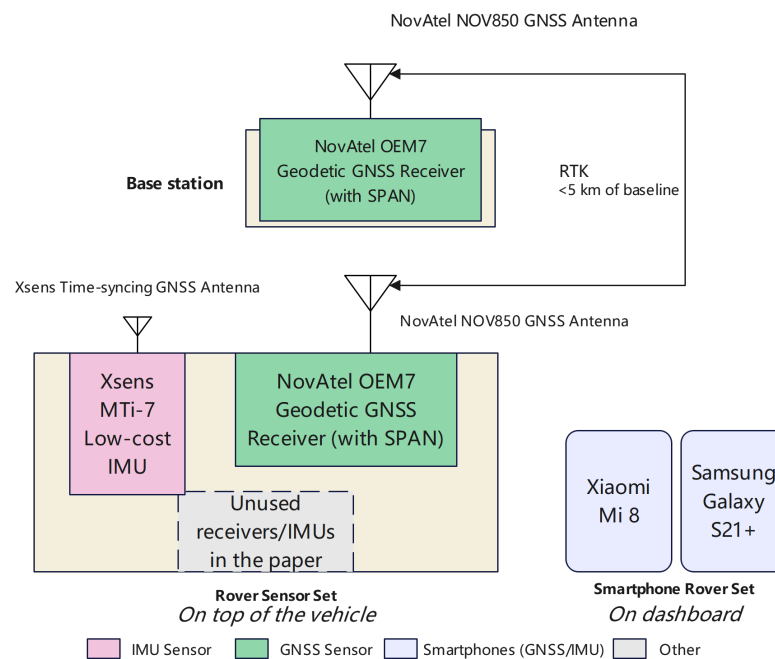 NovAtel NOV850 GNSS Antenna
NovAtel OEM7
Geodetic GNSS Receiver
(with SPAN)
Base station
RTK
<5 km of baseline
Xsens Time-syncing GNSS Antenna
NovAtel NOV850 GNSS Antenna
Xsens
MTi-7
Low-cost
IMU
NovAtel OEM7
Geodetic GNSS
Receiver (with SPAN)
Unused
receivers/IMUs
in the paper
Xiaomi
Mi 8
Samsung
Galaxy
S21+
Rover Sensor Set
On top of the vehicle
Smartphone Rover Set
On dashboard
IMU Sensor
GNSS Sensor
Smartphones (GNSS/IMU)
Other